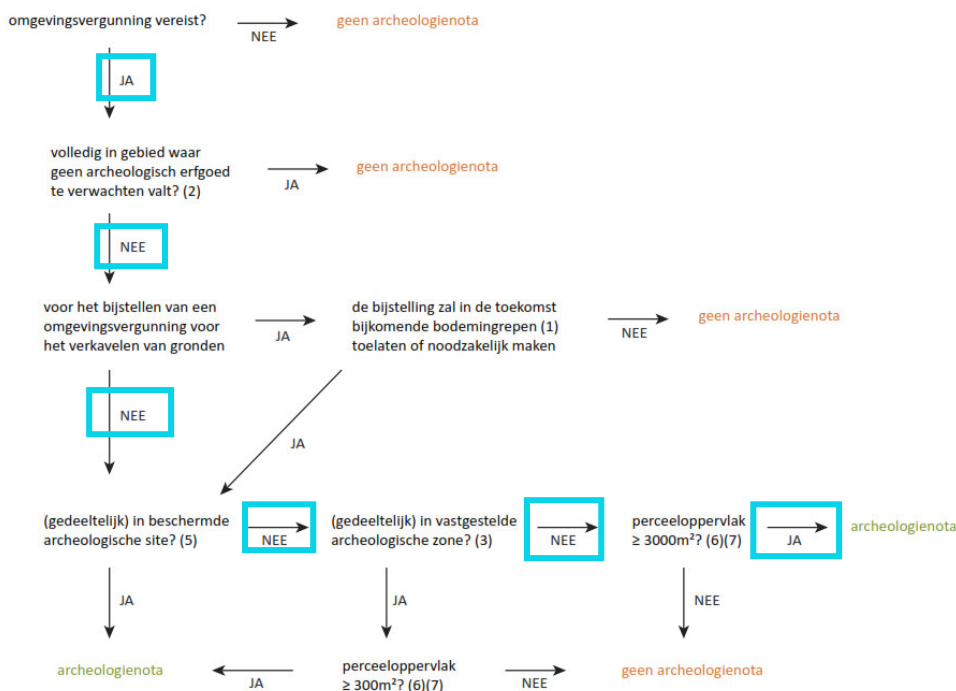 omgevingsvergunning vereist?
NEE
geen archeologienota
JA
volledig in gebied waar
geen archeologisch erfgoed
te verwachten valt? (2)
JA
geen archeologienota
NEE
voor het bijstellen van een
omgevingsvergunning voor
het verkavelen van gronden
JA
de bijstelling zal in de toekomst
bijkomende bodemingrepen (1)
toelaten of noodzakelijk maken
NEE
geen archeologienota
NEE
JA
(gedeeltelijk) in beschermde
archeologische site? (5)
NEE
(gedeeltelijk) in vastgestelde
archeologische zone? (3)
NEE
perceeloppervlak
≥ 3000m²? (6)(7)
JA
archeologienota
JA
JA
NEE
archeologienota
JA
perceeloppervlak
≥ 300m²? (6)(7)
NEE
geen archeologienota